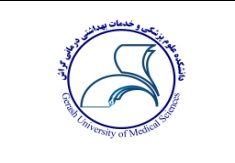 دانشکده علوم پزشکی و خدمات بهداشتی درمانی گراش
Gerash University of Medical Sciences